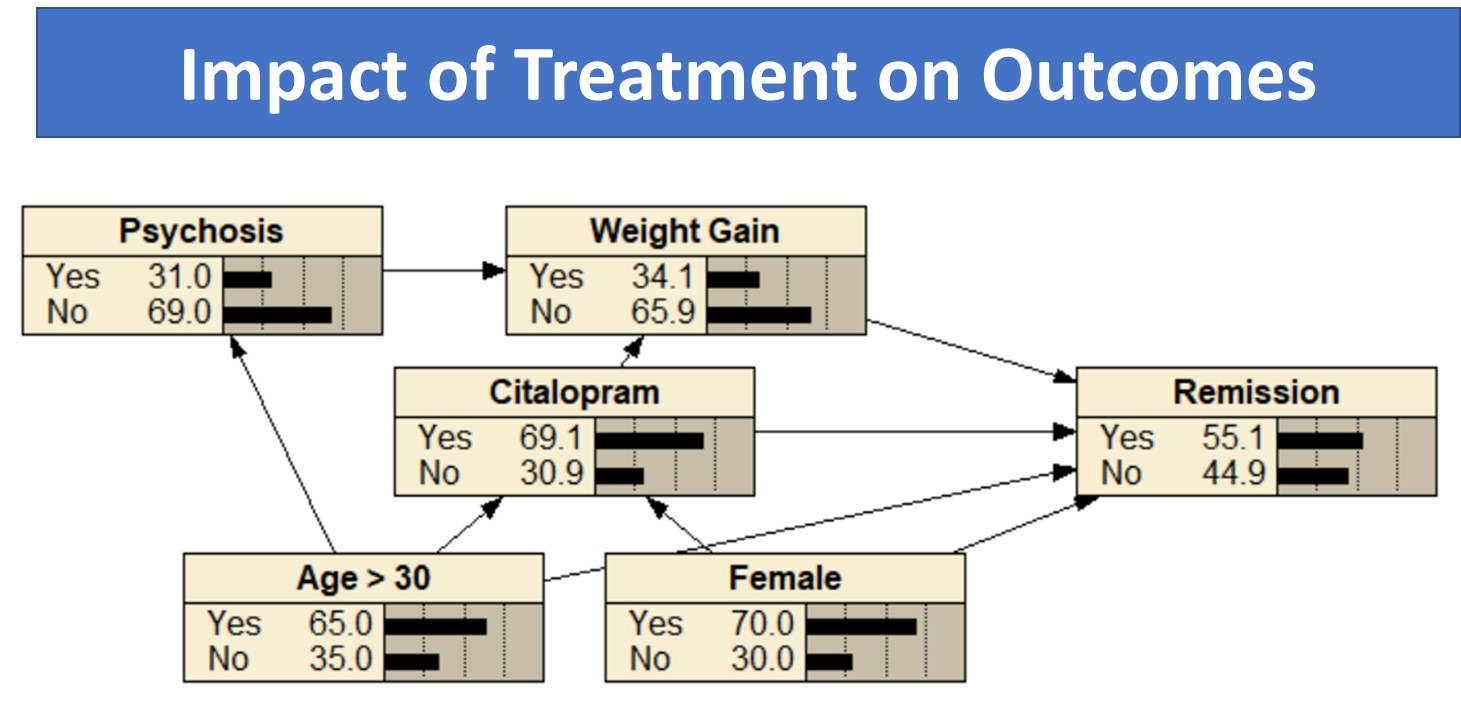 Impact of Treatment on Outcomes
Psychosis
Yes 31.0
No 69.0
Weight Gain
Yes 34.1
No 65.9
Citalopram
Yes 69.1
No 30.9
Remission
Yes 55.1
No 44.9
Age > 30
Yes 65.0
No 35.0
Female
Yes 70.0
No 30.0